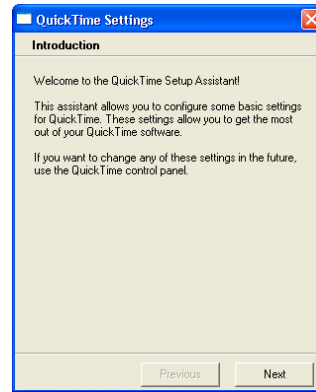 QuickTime Settings
Introduction
Welcome to the QuickTime Setup Assistant!
This assistant allows you to configure some basic settings
for QuickTime. These settings allow you to get the most
out of your QuickTime software.
If you want to change any of these settings in the future,
use the QuickTime control panel.
Previous Next